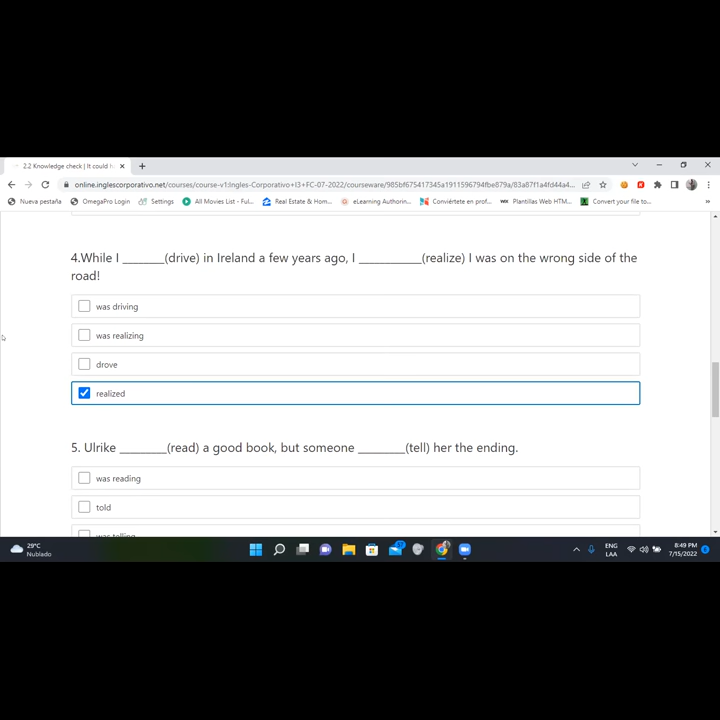 2.2 Knowledge check | It could h
online.inglescorporativo.net/courses/course-v1:Ingles-Corporativo+I3+FC-07-2022/courseware/985bf675417345a1911596794fbe879a/83a87f1a4fd44a4...
Nueva pestaña OmegaPro Login Settings All Movies List - Ful... Real Estate & Hom... eLearning Authorin... Conviértete en prof... Plantillas Web HTM... Convert your file to... »
4.While I _______(drive) in Ireland a few years ago, I ___________(realize) I was on the wrong side of the
road!
was driving
was realizing
drove
realized
5. Ulrike ________(read) a good book, but someone ________(tell) her the ending.
was reading
told
was telling
29°C
Nublado
ENG
LAA
8:49 PM
7/15/2022